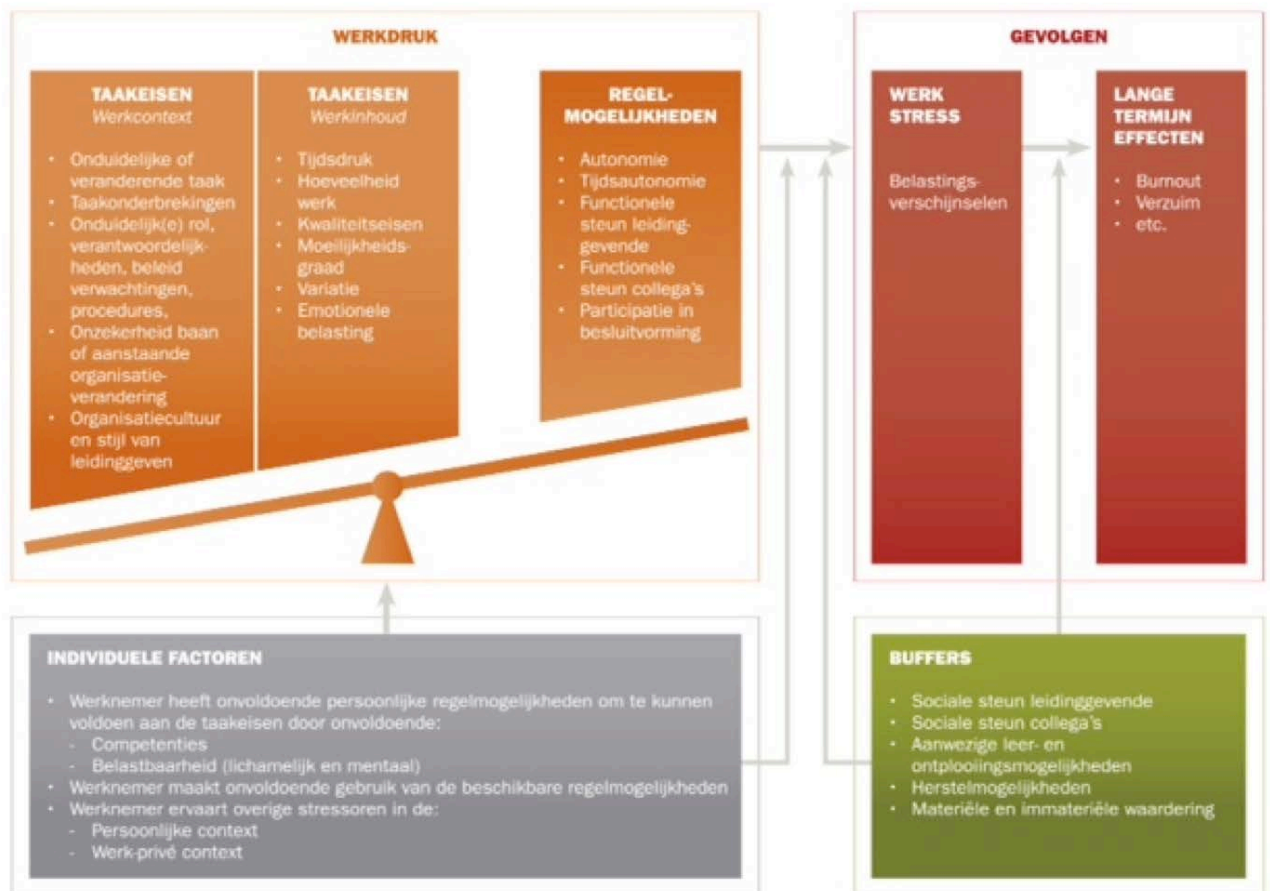 WERKDRUK
TAAKEISEN
Werkcontext
• Onduidelijke of
veranderende taak
• Taakonderbrekingen
• Onduidelijk(e) rol,
verantwoordelijk-
heden, beleid
verwachtingen,
procedures,
• Onzekerheid baan
of aanstaande
organisatie-
verandering
• Organisatiecultuur
en stijl van
leidinggeven
TAAKEISEN
Werkinhoud
• Tijdsdruk
• Hoeveelheid
werk
• Kwaliteitseisen
• Moeilijkheids-
graad
• Variatie
• Emotionele
belasting
REGEL-
MOGELIJKHEDEN
• Autonomie
• Tijdsautonomie
• Functionele
steun leiding-
gevende
• Functionele
steun collega's
• Participatie in
besluitvorming
GEVOLGEN
WERK
STRESS
Belastings-
verschijnselen
LANGE
TERMIJN
EFFECTEN
• Burnout
• Verzuim
• etc.
INDIVIDUELE FACTOREN
• Werknemer heeft onvoldoende persoonlijke regelmogelijkheden om te kunnen
voldoen aan de taakeisen door onvoldoende:
- Competenties
- Belastbaarheid (lichamelijk en mentaal)
• Werknemer maakt onvoldoende gebruik van de beschikbare regelmogelijkheden
• Werknemer ervaart overige stressoren in de:
- Persoonlijke context
- Werk-privé context
BUFFERS
• Sociale steun leidinggevende
• Sociale steun collega's
• Aanwezige leer- en
ontplooiingsmogelijkheden
• Herstelmogelijkheden
• Materiële en immateriële waardering